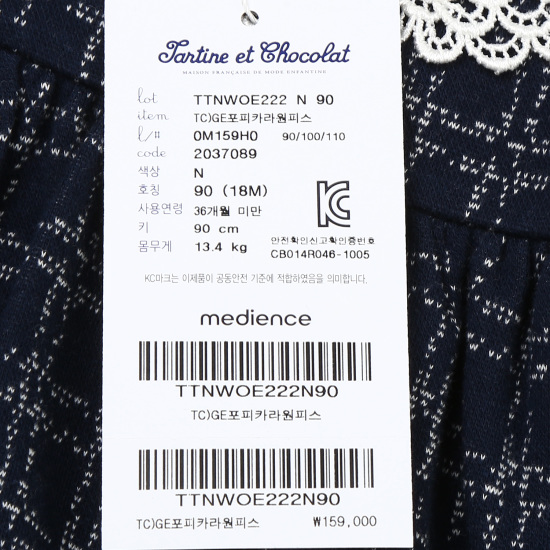 Tartine et Chocolat
MAISON FRANÇAISE DE MODE ENFANTINE
lot TTNWOE222 N 90
item TC)GE포피카라원피스
l/# 0M159H0 90/100/110
code 2037089
색상 N
호칭 90 (18M)
사용연령 36개월 미만
키 90 cm
몸무게 13.4 kg
안전확인신고확인증번호
CB014R046-1005
KC마크는 이제품이 공통안전 기준에 적합하였음을 의미합니다.
medience
TTNWOE222N90
TC)GE포피카라원피스
TTNWOE222N90
TC)GE포피카라원피스 ₩159,000